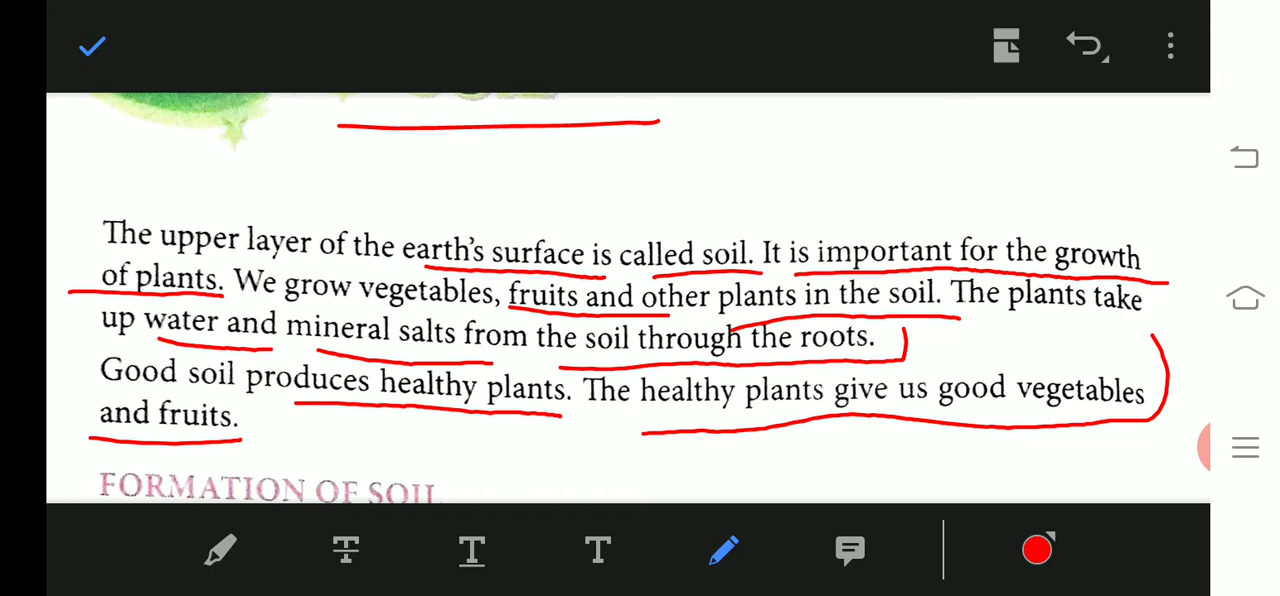 The upper layer of the earth's surface is called soil. It is important for the growth
of plants. We grow vegetables, fruits and other plants in the soil. The plants take
up water and mineral salts from the soil through the roots.
Good soil produces healthy plants. The healthy plants give us good vegetables
and fruits.
FORMATION OF SOIL